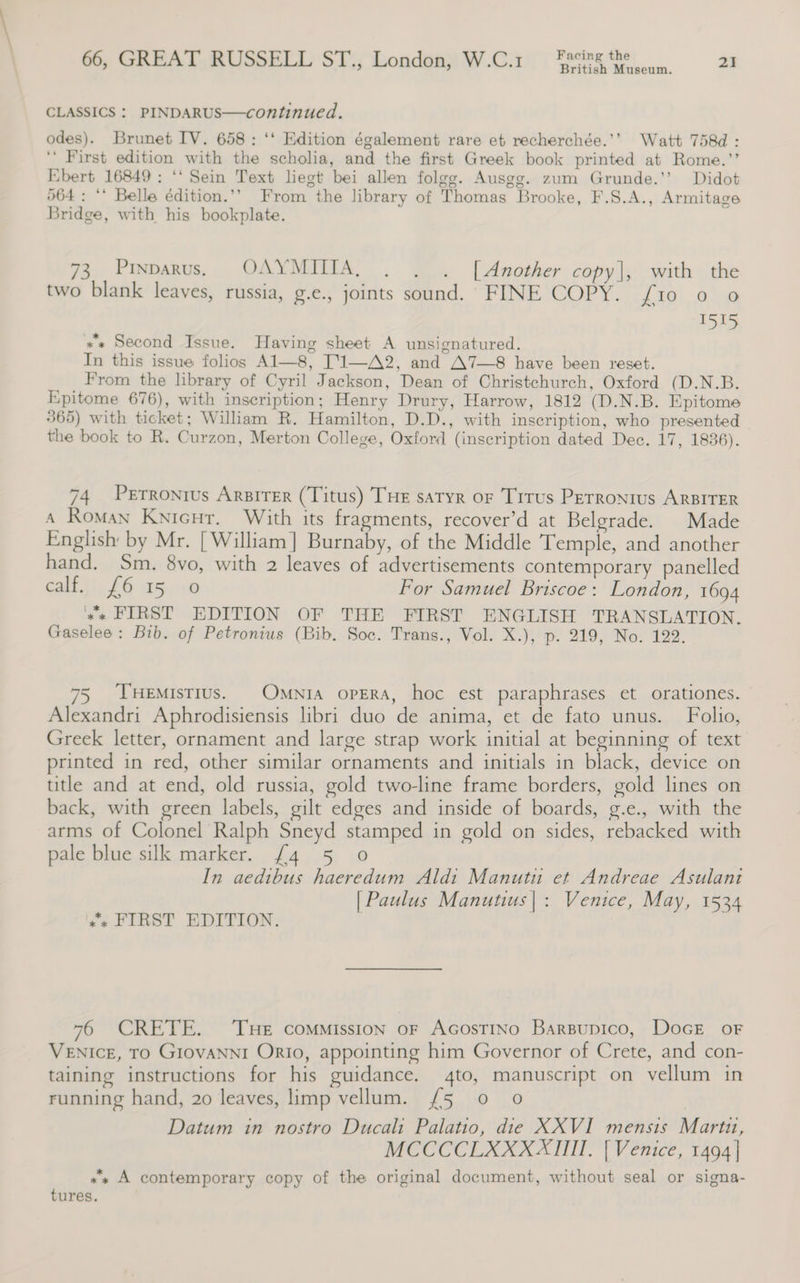 66, GREAT RUSSELL ST., London, W.C.1 Facing the British Museum. 21
CLASSICS : PINDARUS—continued.
odes). Brunet IV. 658 : ‘‘ Edition également rare et recherchée.’’ Watt 758d :
‘‘ First edition with the scholia, and the first Greek book printed at Rome.’’
Ebert 16849 : ‘‘ Sein Text liegt bei allen folgg. Ausgg. zum Grunde.’’ Didot
564 : ‘‘ Belle édition.’’ From the library of Thomas Brooke, F.S.A., Armitage
Bridge, with his bookplate.
73 PINDARUS. ΟΛΥΜΠΙΑ, . . . [Another copy], with the
two blank leaves, russia, g.e., joints sound. FINE COPY. £10 0 0
1515
⁂ Second Issue. Having sheet A unsignatured.
In this issue folios A1—8, Γ1—Δ2, and Δ7—8 have been reset.
From the library of Cyril Jackson, Dean of Christchurch, Oxford (D.N.B.
Epitome 676), with inscription; Henry Drury, Harrow, 1812 (D.N.B. Epitome
365) with ticket; William R. Hamilton, D.D., with inscription, who presented
the book to R. Curzon, Merton College, Oxford (inscription dated Dec. 17, 1836).
74 PETRONIUS ARBITER (Titus) THE SATYR OF TITUS PETRONIUS ARBITER
A ROMAN KNIGHT. With its fragments, recover’d at Belgrade. Made
English by Mr. [William] Burnaby, of the Middle Temple, and another
hand. Sm. 8vo, with 2 leaves of advertisements contemporary panelled
calf. £6 15 0 For Samuel Briscoe: London, 1694
⁂ FIRST EDITION OF THE FIRST ENGLISH TRANSLATION.
Gaselee : Bib. of Petronius (Bib. Soc. Trans., Vol. X.), p. 219, No. 122.
75 THEMISTIUS. OMNIA OPERA, hoc est paraphrases et orationes.
Alexandri Aphrodisiensis libri duo de anima, et de fato unus. Folio,
Greek letter, ornament and large strap work initial at beginning of text
printed in red, other similar ornaments and initials in black, device on
title and at end, old russia, gold two-line frame borders, gold lines on
back, with green labels, gilt edges and inside of boards, g.e., with the
arms of Colonel Ralph Sneyd stamped in gold on sides, rebacked with
pale blue silk marker. £4 5 0
In aedibus haeredum Aldi Manutii et Andreae Asulani
[Paulus Manutius] : Venice, May, 1534
⁂ FIRST EDITION.
76 CRETE. THE COMMISSION OF AGOSTINO BARBUDICO, DOGE OF
VENICE, TO GIOVANNI ORIO, appointing him Governor of Crete, and con-
taining instructions for his guidance. 4to, manuscript on vellum in
running hand, 20 leaves, limp vellum. £5 0 0
Datum in nostro Ducali Palatio, die XXVI mensis Martii,
MCCCCLXXXXIIII. [Venice, 1494]
⁂ A contemporary copy of the original document, without seal or signa-
tures.